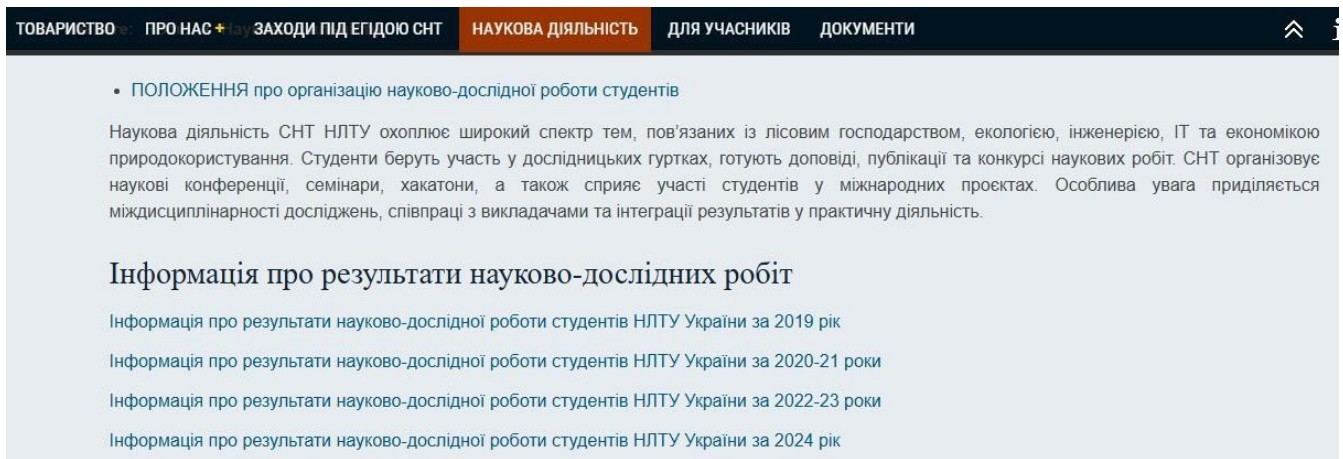 ТОВАРИСТВО ПРО НАС + ЗАХОДИ ПІД ЕГІДОЮ СНТ НАУКОВА ДІЯЛЬНІСТЬ ДЛЯ УЧАСНИКІВ ДОКУМЕНТИ
• ПОЛОЖЕННЯ про організацію науково-дослідної роботи студентів
Наукова діяльність СНТ НЛТУ охоплює широкий спектр тем, пов'язаних із лісовим господарством, екологією, інженерією, ІТ та економікою
природокористування. Студенти беруть участь у дослідницьких гуртках, готують доповіді, публікації та конкурсі наукових робіт. СНТ організовує
наукові конференції, семінари, хакатони, а також сприяє участі студентів у міжнародних проєктах. Особлива увага приділяється
міждисциплінарності досліджень, співпраці з викладачами та інтеграції результатів у практичну діяльність.
Інформація про результати науково-дослідних робіт
Інформація про результати науково-дослідної роботи студентів НЛТУ України за 2019 рік
Інформація про результати науково-дослідної роботи студентів НЛТУ України за 2020-21 роки
Інформація про результати науково-дослідної роботи студентів НЛТУ України за 2022-23 роки
Інформація про результати науково-дослідної роботи студентів НЛТУ України за 2024 рік